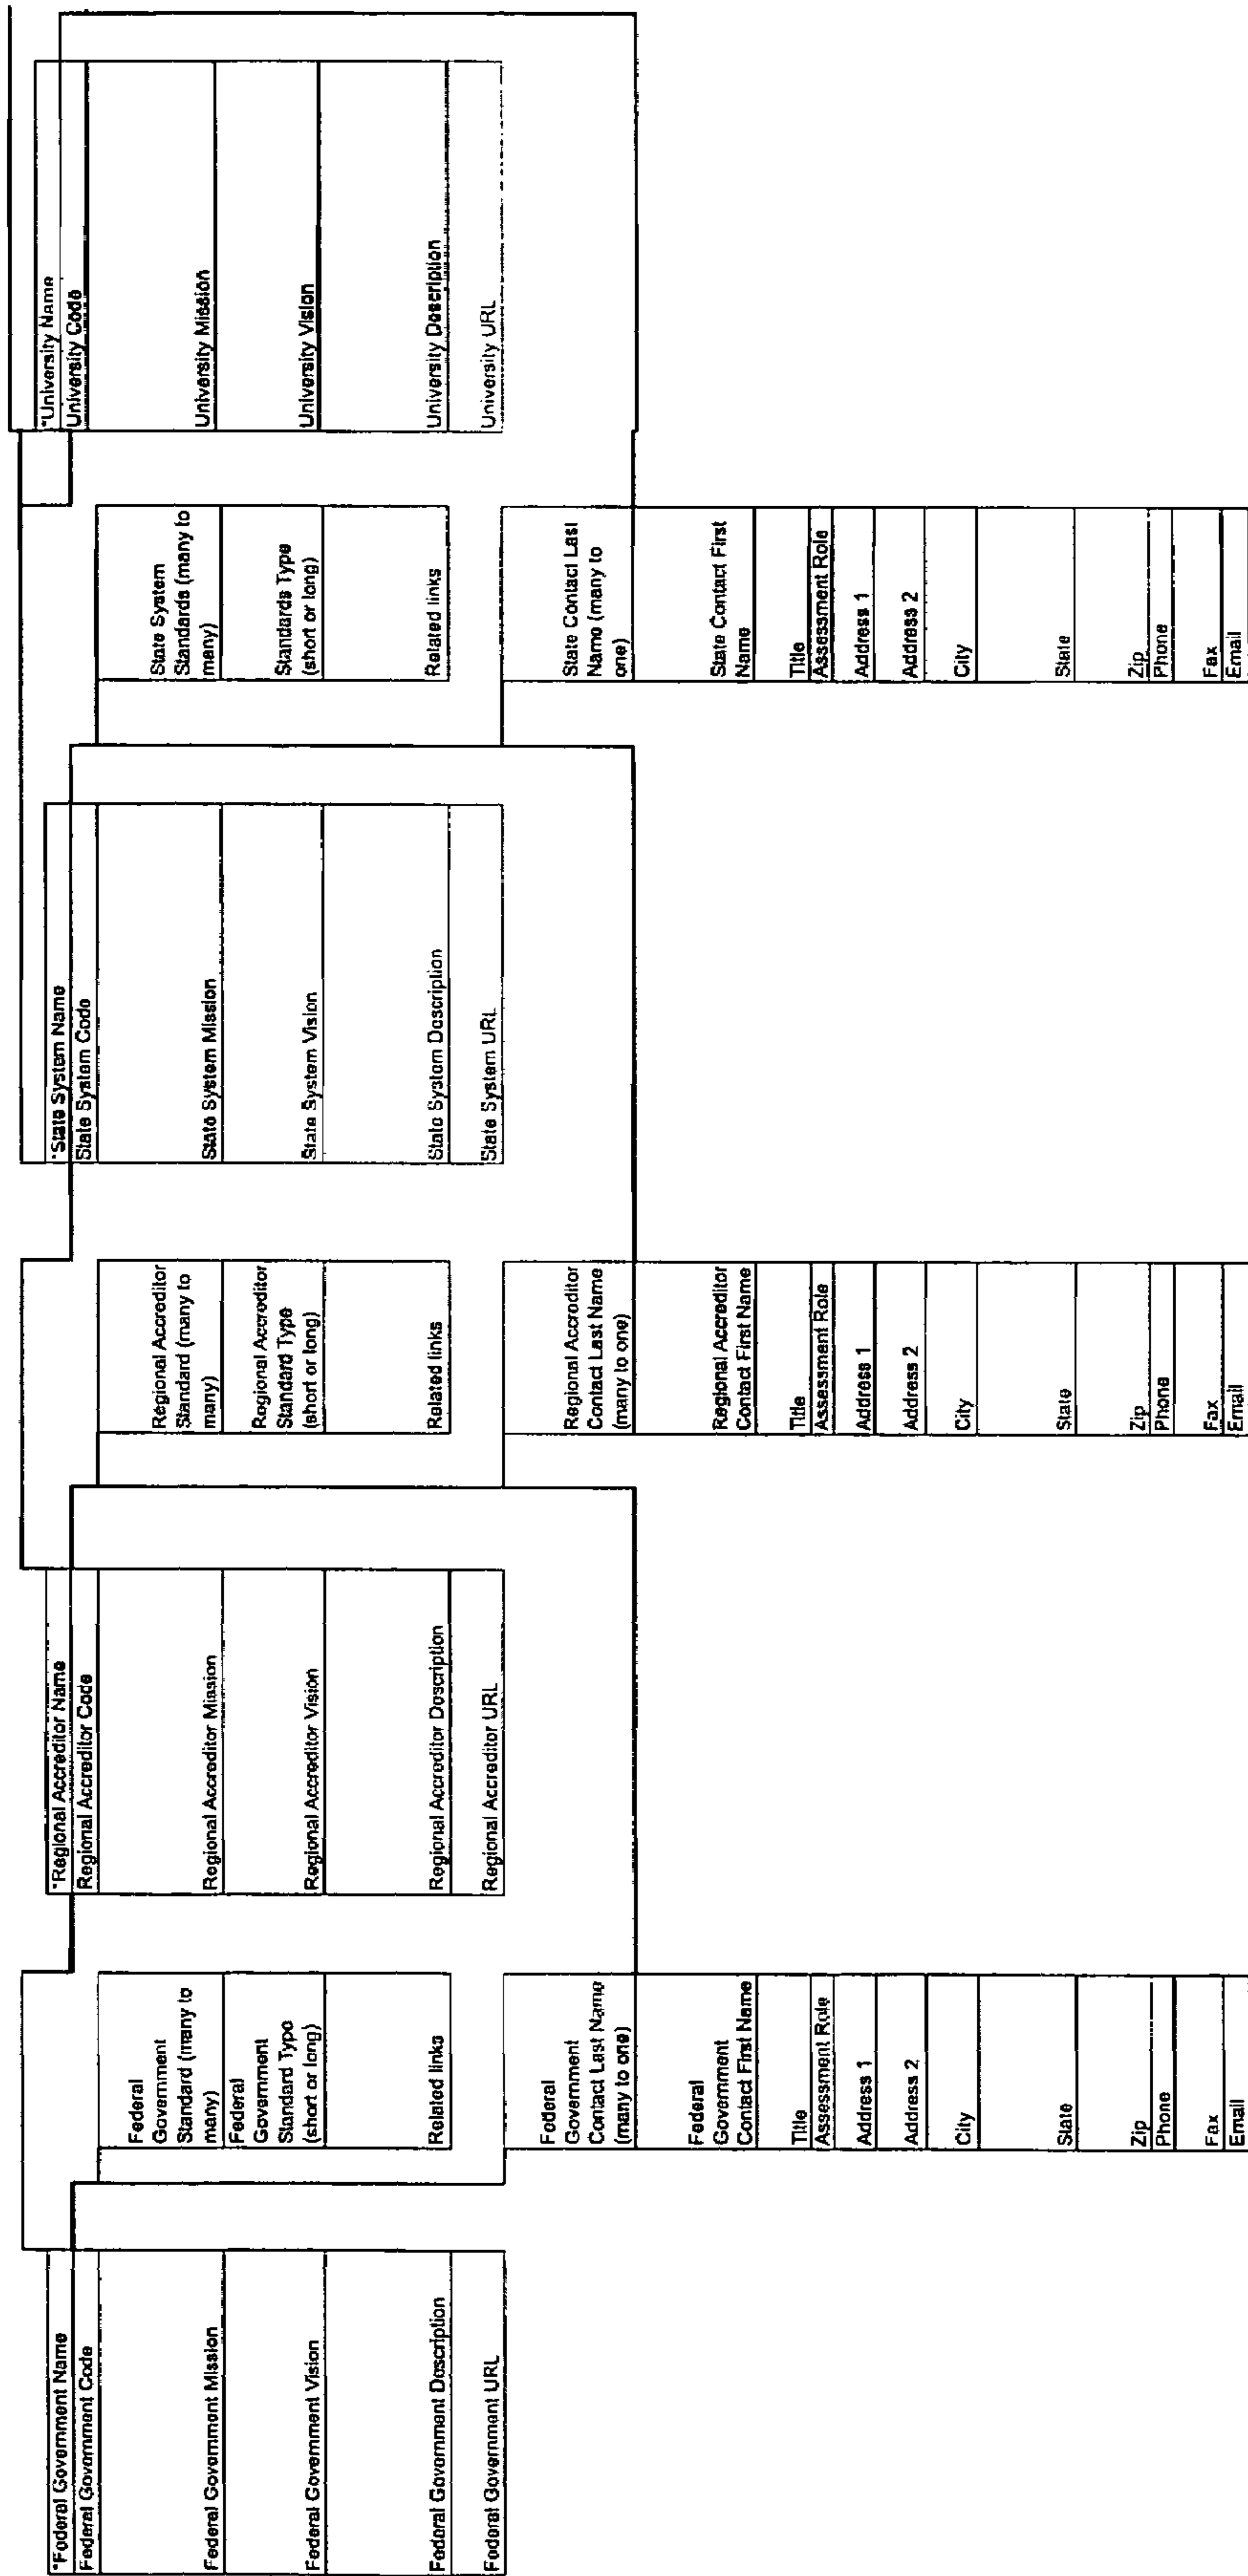 *Federal Government Name
Federal Government Code
Federal Government Mission
Federal Government Vision
Federal Government Description
Federal Government URL
Federal
Government
Standard (many to
many)
Federal
Government
Standard Type
(short or long)
Related links
Federal
Government
Contact Last Name
(many to one)
Federal
Government
Contact First Name
Title
Assessment Role
Address 1
Address 2
City
State
Zip
Phone
Fax
Email
*Regional Accreditor Name
Regional Accreditor Code
Regional Accreditor Mission
Regional Accreditor Vision
Regional Accreditor Description
Regional Accreditor URL
Regional Accreditor
Standard (many to
many)
Regional Accreditor
Standard Type
(short or long)
Related links
Regional Accreditor
Contact Last Name
(many to one)
Regional Accreditor
Contact First Name
Title
Assessment Role
Address 1
Address 2
City
State
Zip
Phone
Fax
Email
*State System Name
State System Code
State System Mission
State System Vision
State System Description
State System URL
State System
Standards (many to
many)
Standards Type
(short or long)
Related links
State Contact Last
Name (many to
one)
State Contact First
Name
Title
Assessment Role
Address 1
Address 2
City
State
Zip
Phone
Fax
Email
*University Name
University Code
University Mission
University Vision
University Description
University URL